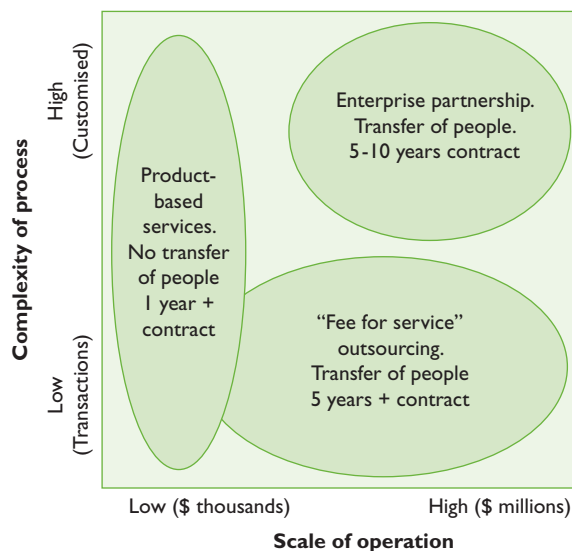 Complexity of process
High
(Customised)
Low
(Transactions)
Enterprise partnership.
Transfer of people.
5-10 years contract
Product-
based
services.
No transfer
of people
1 year +
contract
“Fee for service”
outsourcing.
Transfer of people
5 years + contract
Low ($ thousands)
High ($ millions)
Scale of operation